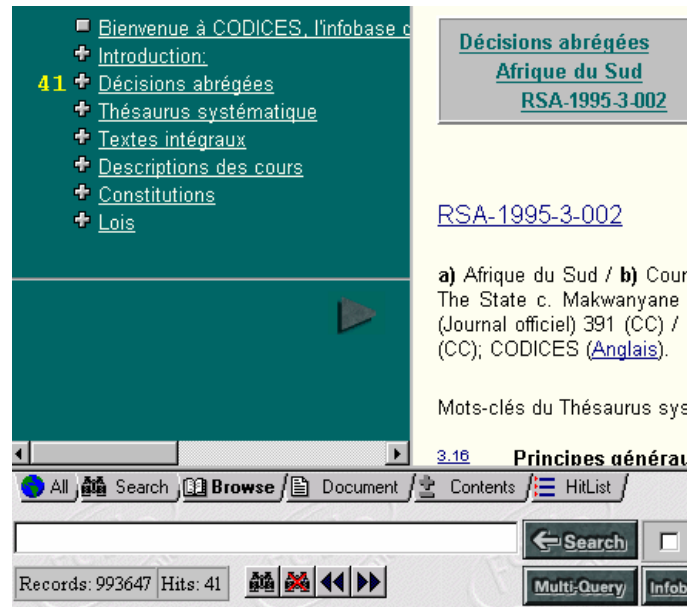 Bienvenue à CODICES, l'infobase
Introduction:
41 Décisions abrégées
Thésaurus systématique
Textes intégraux
Descriptions des cours
Constitutions
Lois
Décisions abrégées
Afrique du Sud
RSA-1995-3-002
RSA-1995-3-002
a) Afrique du Sud / b) Cour
The State c. Makwanyane
(Journal officiel) 391 (CC) /
(CC); CODICES (Anglais).
Mots-clés du Thésaurus sys
3.16 Principes générau
All Search Browse Document Contents HitList
Search
Records: 993647 Hits: 41
Multi-Query Infob